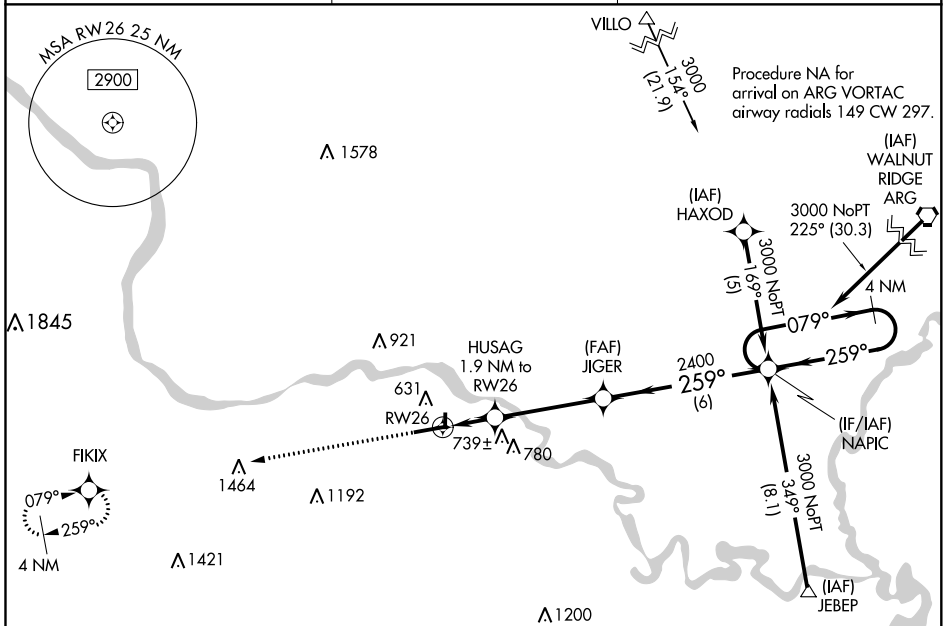 MSA RW 26 25 NM
2900
VILLO
3000
154°
(21.9)
Procedure NA for
arrival on ARG VORTAC
airway radials 149 CW 297.
1578
(IAF)
WALNUT
RIDGE
ARG
(IAF)
HAXOD
3000 NoPT
225° (30.3)
3000 NoPT
169°
(5)
4 NM
079°
1845
921
HUSAG
1.9 NM to
RW26
(FAF)
JIGER
2400
259°
(6)
259°
631
RW26
739±
780
(IF/IAF)
NAPIC
FIKIX
079°
259°
4 NM
1464
1192
3000 NoPT
349°
(8.1)
1421
(IAF)
JEBEP
1200